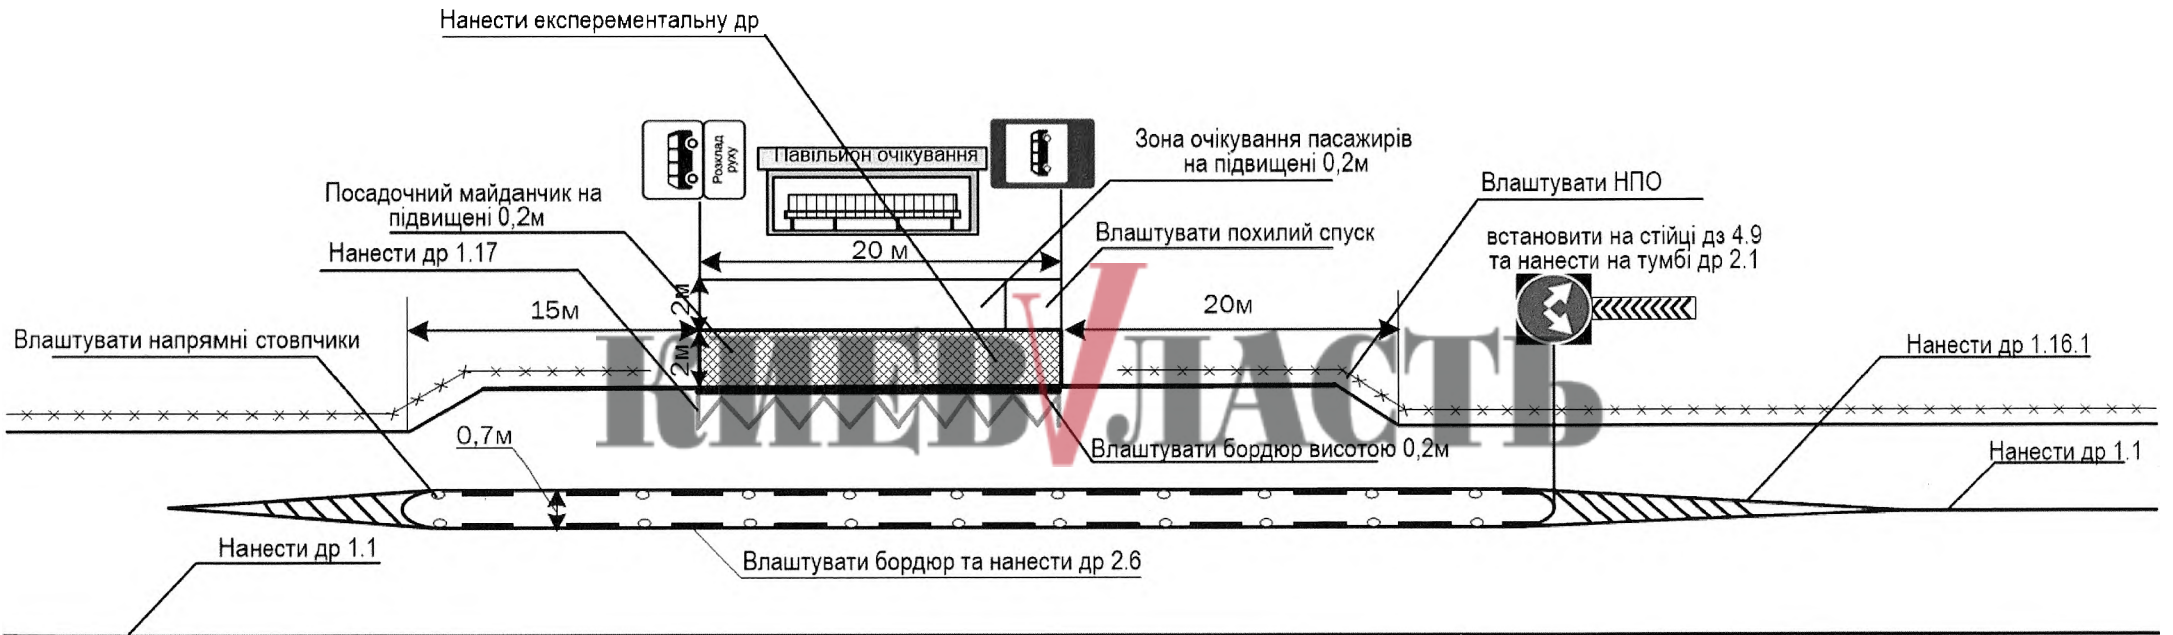 Нанести експерементальну др
Розклад
руху
Павільйон очікування
Зона очікування пасажирів
на підвищені 0,2м
Посадочний майданчик на
підвищені 0,2м
Нанести др 1.17
20 м
Влаштувати похилий спуск
Влаштувати НПО
встановити на стійці дз 4.9
та нанести на тумбі др 2.1
2м
15м
20м
2м
Влаштувати напрямні стовпчики
Нанести др 1.16.1
КИЕВVЛАСТЬ
0,7м
Влаштувати бордюр висотою 0,2м
Нанести др 1.1
Нанести др 1.1
Влаштувати бордюр та нанести др 2.6